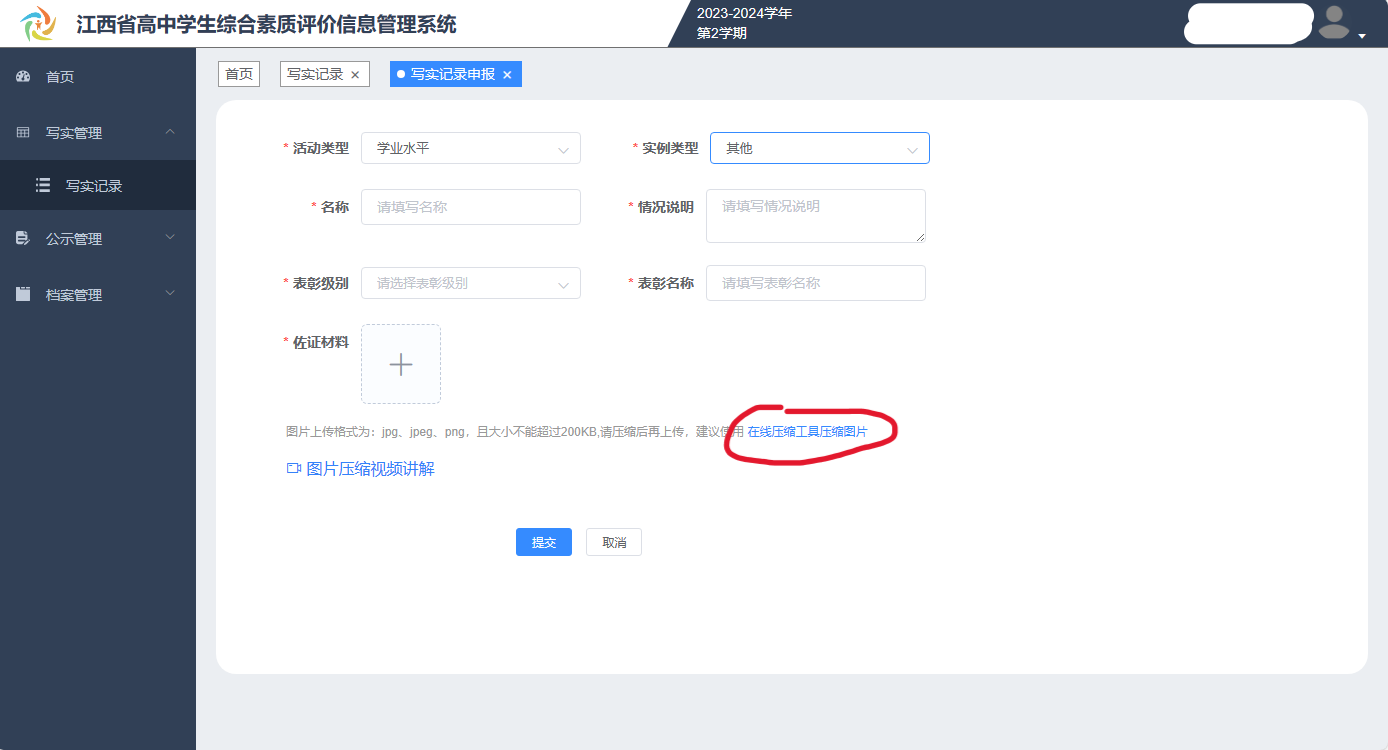 江西省高中学生综合素质评价信息管理系统
2023-2024学年
第2学期
首页
写实管理
写实记录
公示管理
档案管理
首页 写实记录 × 写实记录申报 ×
* 活动类型 学业水平 * 实例类型 其他
* 名称 请填写名称 * 情况说明 请填写情况说明
* 表彰级别 请选择表彰级别 * 表彰名称 请填写表彰名称
* 佐证材料
图片上传格式为：jpg、jpeg、png，且大小不能超过200KB,请压缩后再上传，建议使用 在线压缩工具压缩图片
图片压缩视频讲解
提交 取消